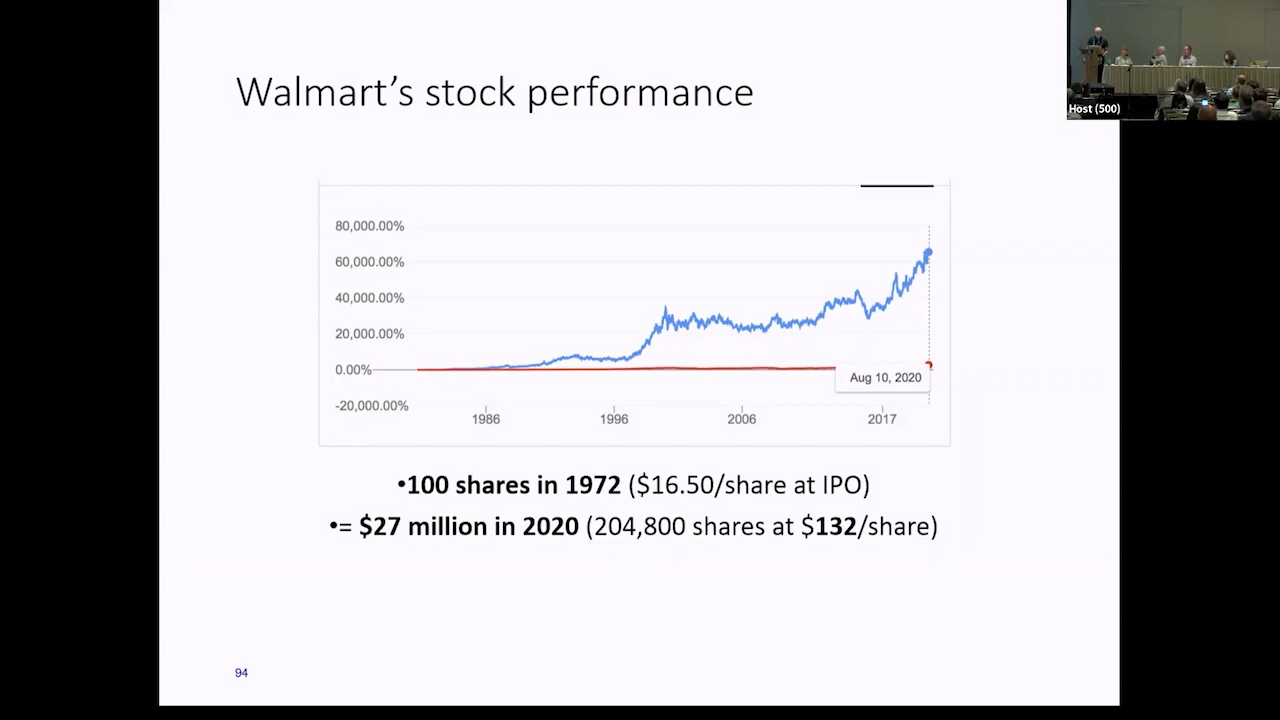 Walmart's stock performance
Host (500)
80,000.00%
60,000.00%
40,000.00%
20,000.00%
0.00%
Aug 10, 2020
-20,000.00%
1986 1996 2006 2017
•100 shares in 1972 ($16.50/share at IPO)
•= $27 million in 2020 (204,800 shares at $132/share)
94